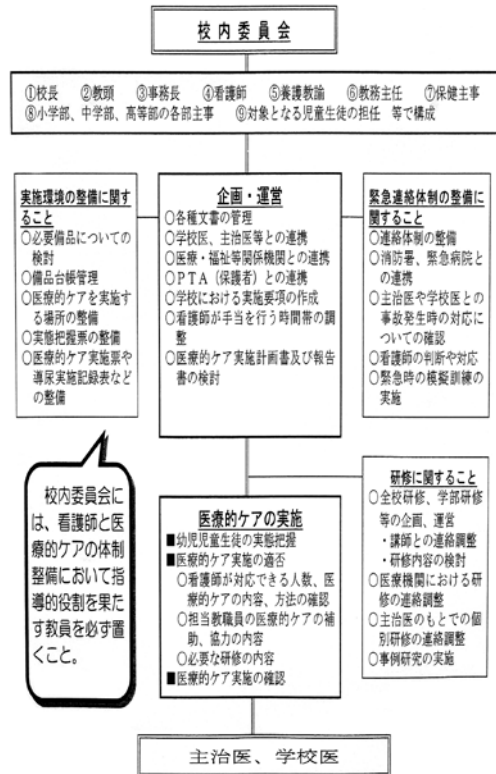 校内委員会
①校長 ②教頭 ③事務長 ④看護師 ⑤養護教諭 ⑥教務主任 ⑦保健主事
⑧小学部、中学部、高等部の各部主事 ⑨対象となる児童生徒の担任 等で構成
実施環境の整備に関す
ること
○必要備品についての
検討
○備品台帳管理
○医療的ケアを実施す
る場所の整備
○実態把握票の整備
○医療的ケア実施票や
導尿実施記録表など
の整備
企画・運営
○各種文書の管理
○学校医、主治医等との連携
○医療・福祉等関係機関との連携
○PTA（保護者）との連携
○学校における実施要項の作成
○看護師が手当を行う時間帯の調
整
○医療的ケア実施計画書及び報告
書の検討
緊急連絡体制の整備に
関すること
○連絡体制の整備
○消防署、緊急病院と
の連携
○主治医や学校医との
事故発生時の対応に
ついての確認
○看護師の判断や対応
○緊急時の模擬訓練の
実施
校内委員会に
は、看護師と医
療的ケアの体制
整備において指
導的役割を果た
す教員を必ず置
くこと。
医療的ケアの実施
■幼児児童生徒の実態把握
■医療的ケア実施の適否
○看護師が対応できる人数、医
療的ケアの内容、方法の確認
○担当教職員の医療的ケアの補
助、協力の内容
○必要な研修の内容
■医療的ケア実施の確認
研修に関すること
○全校研修、学部研修
等の企画、運営
・講師との連絡調整
・研修内容の検討
○医療機関における研
修の連絡調整
○主治医のもとでの個
別研修の連絡調整
○事例研究の実施
主治医、学校医